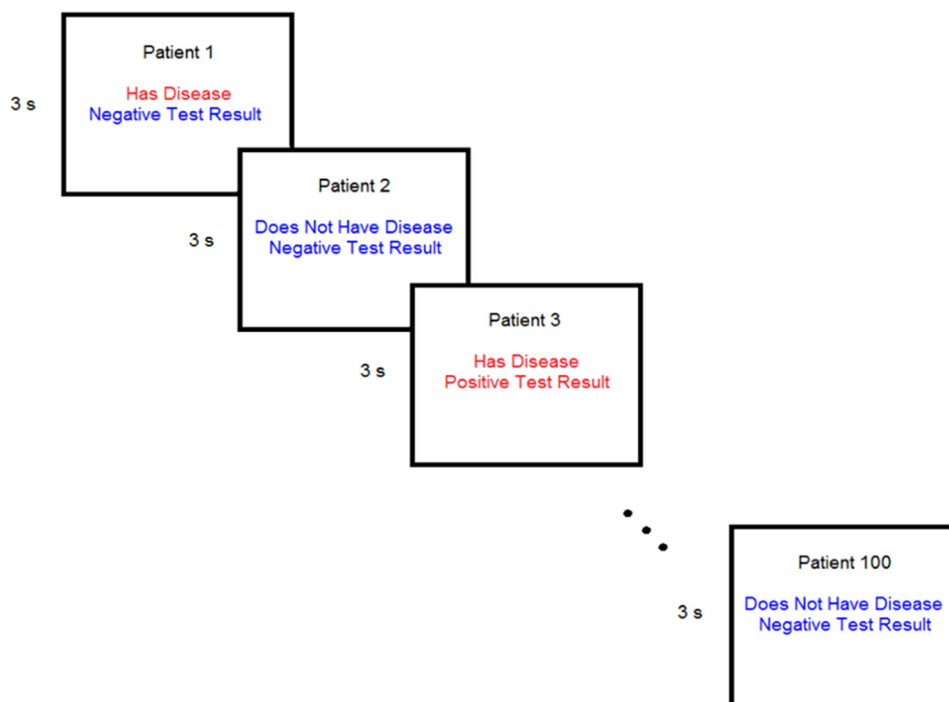 Patient 1
Has Disease
Negative Test Result
3 s
Patient 2
Does Not Have Disease
Negative Test Result
3 s
Patient 3
Has Disease
Positive Test Result
3 s
Patient 100
Does Not Have Disease
Negative Test Result
3 s